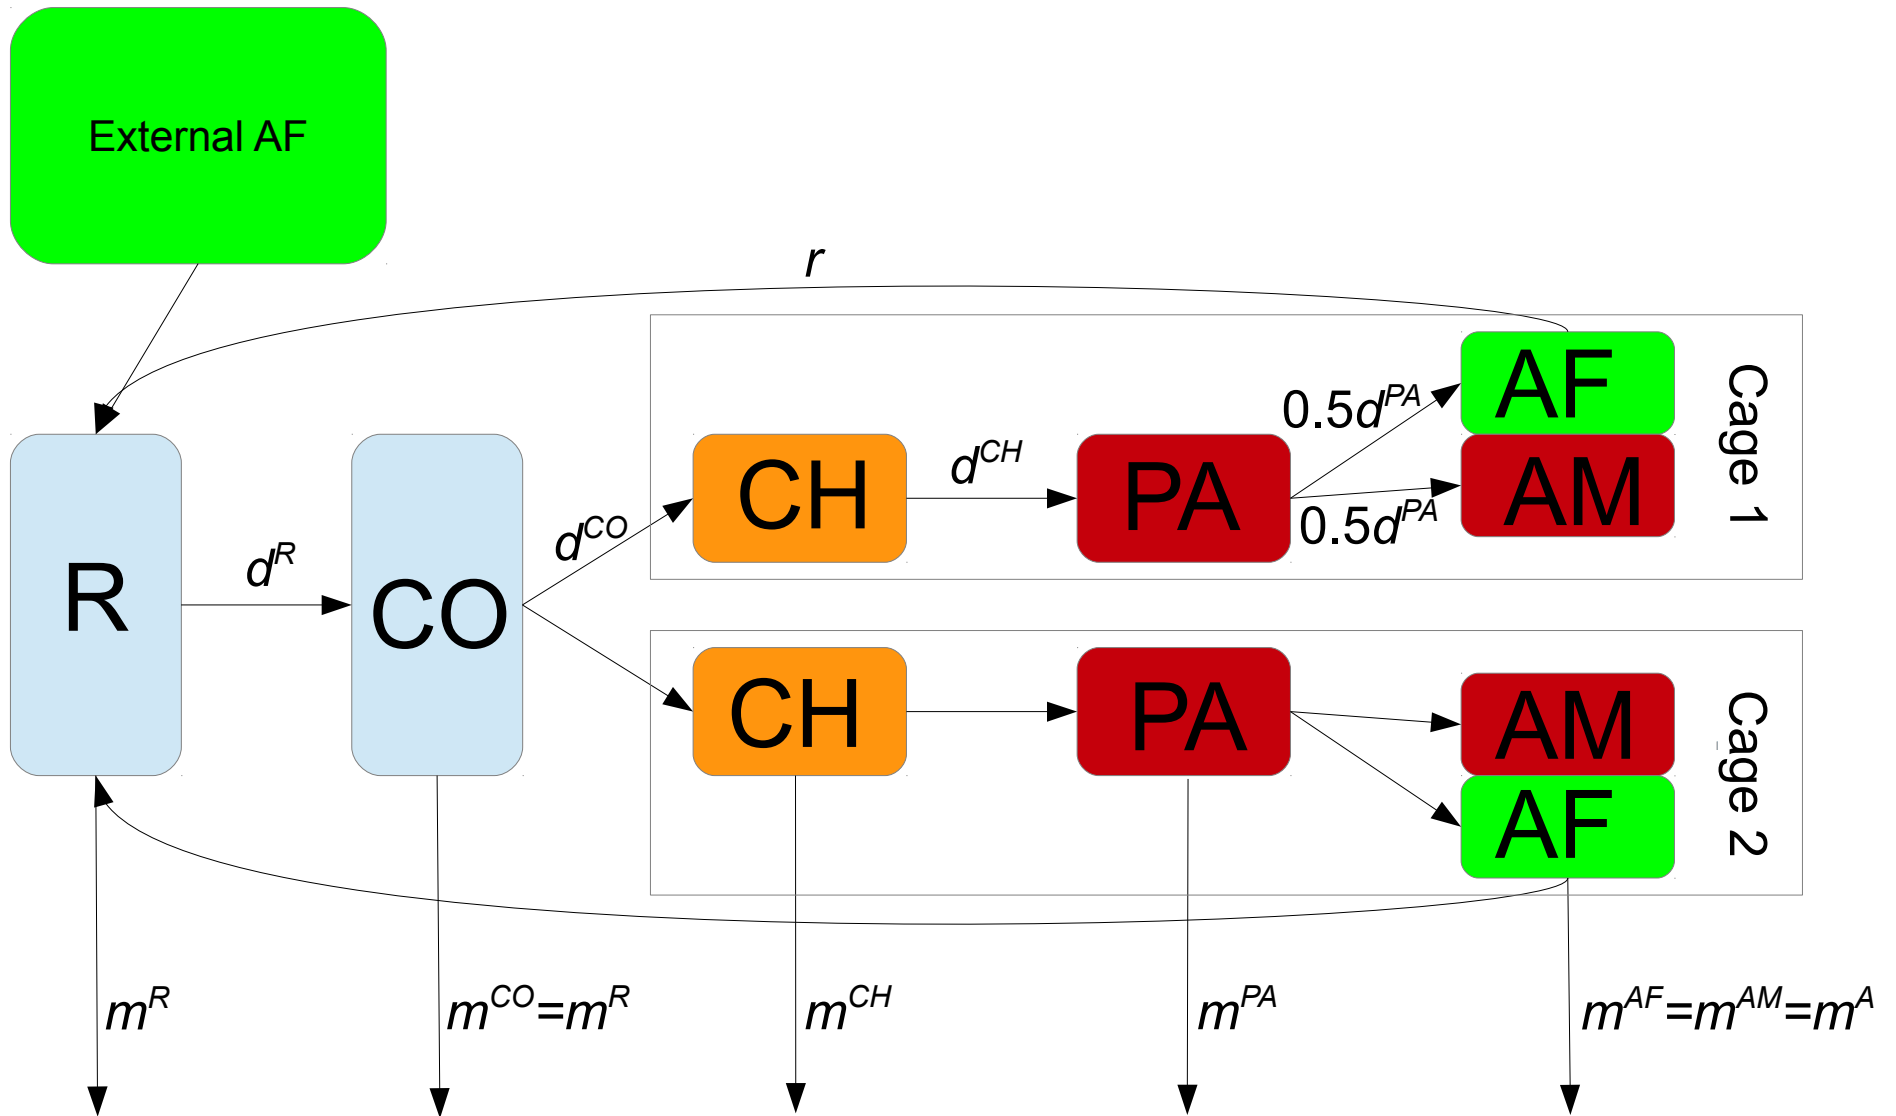 External AF
r
AF
0.5d^PA
Cage 1
d^CH
CH
PA
AM
0.5d^PA
d^CO
d^R
R
CO
CH
PA
AM
Cage 2
AF
m^R
m^CO=m^R
m^CH
m^PA
m^AF=m^AM=m^A